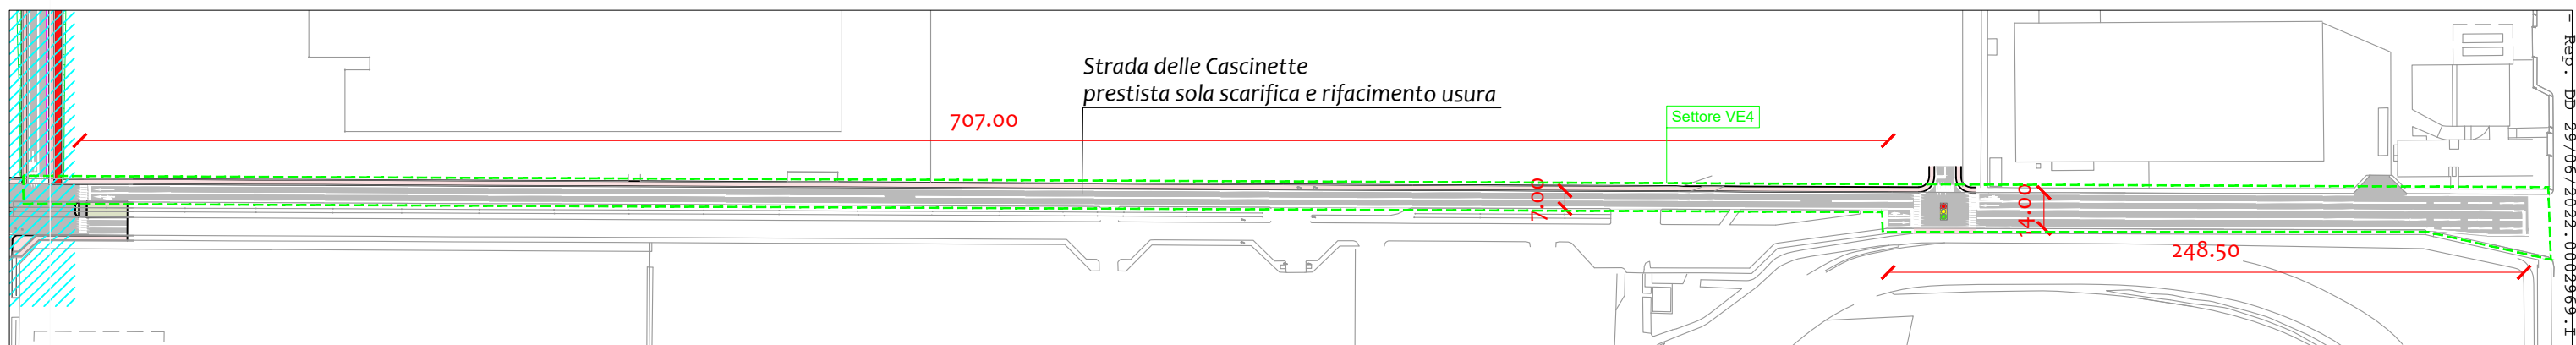 Strada delle Cascinette
prestista sola scarifica e rifacimento usura
707.00
Settore VE4
7.00
14.00
248.50
- Rep. DD 29/06/2022.0002969.I